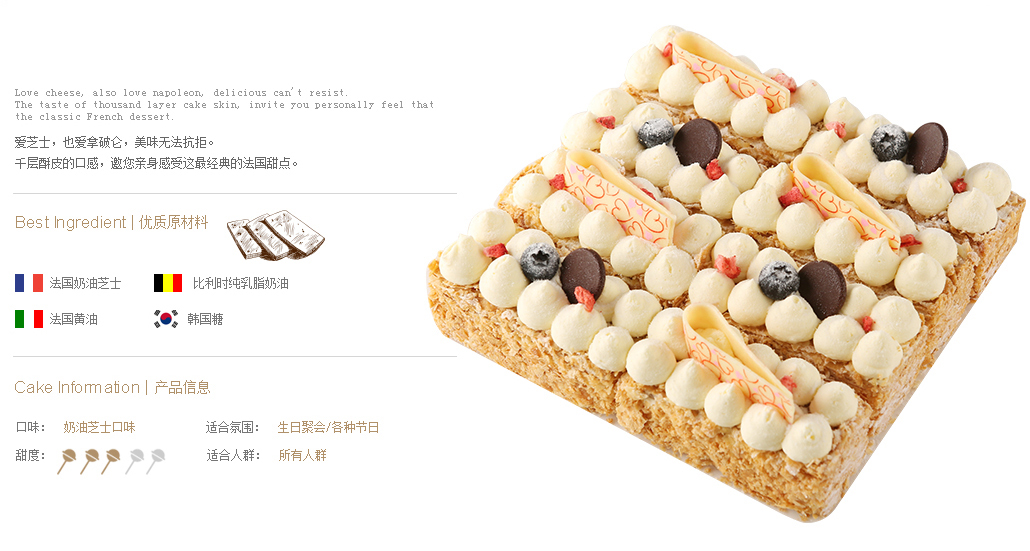 Love cheese, also love napoleon, delicious can't resist.
The taste of thousand layer cake skin, invite you personally feel that
the classic French dessert.
爱芝士，也爱拿破仑，美味无法抗拒。
千层酥皮的口感，邀您亲身感受这最经典的法国甜点。
Best Ingredient | 优质原材料
法国奶油芝士 比利时纯乳脂奶油
法国黄油 韩国糖
Cake Information | 产品信息
口味： 奶油芝士口味 适合氛围： 生日聚会/各种节日
甜度： 适合人群： 所有人群